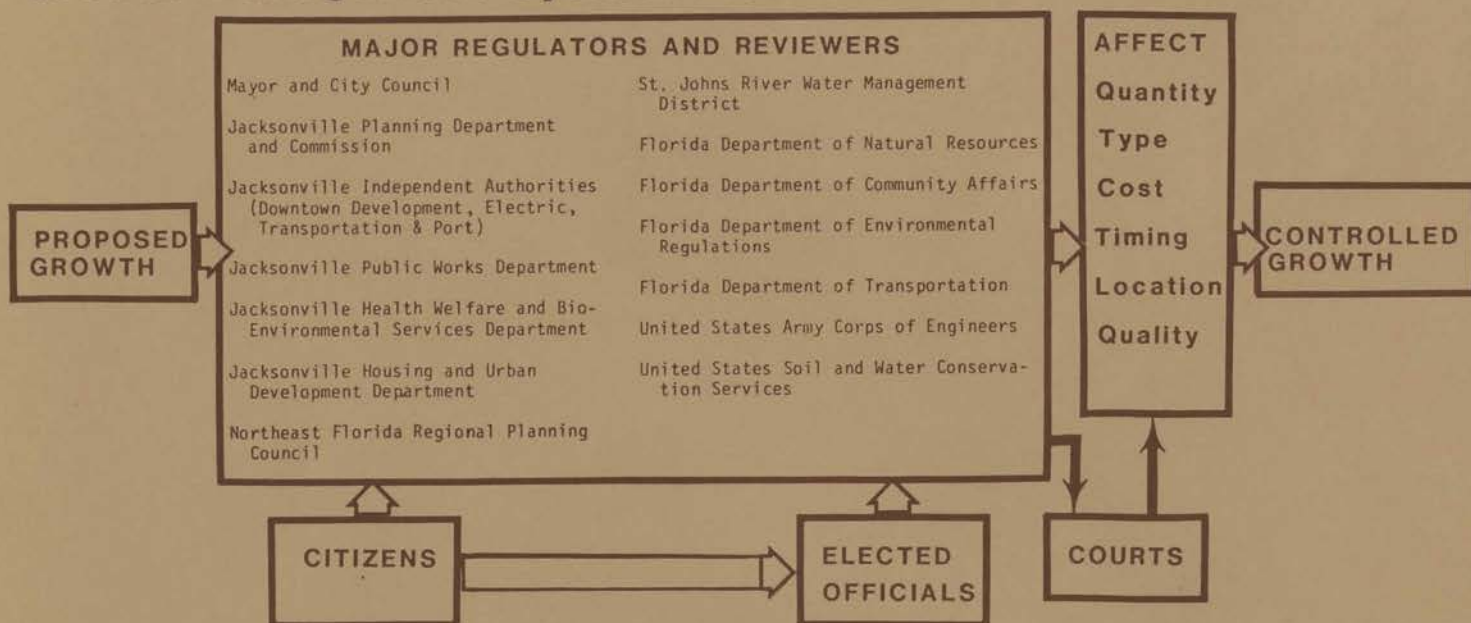 PROPOSED
GROWTH
MAJOR REGULATORS AND REVIEWERS
Mayor and City Council
Jacksonville Planning Department
and Commission
Jacksonville Independent Authorities
(Downtown Development, Electric,
Transportation & Port)
Jacksonville Public Works Department
Jacksonville Health Welfare and Bio-
Environmental Services Department
Jacksonville Housing and Urban
Development Department
Northeast Florida Regional Planning
Council
St. Johns River Water Management
District
Florida Department of Natural Resources
Florida Department of Community Affairs
Florida Department of Environmental
Regulations
Florida Department of Transportation
United States Army Corps of Engineers
United States Soil and Water Conserva-
tion Services
AFFECT
Quantity
Type
Cost
Timing
Location
Quality
CONTROLLED
GROWTH
CITIZENS
ELECTED
OFFICIALS
COURTS